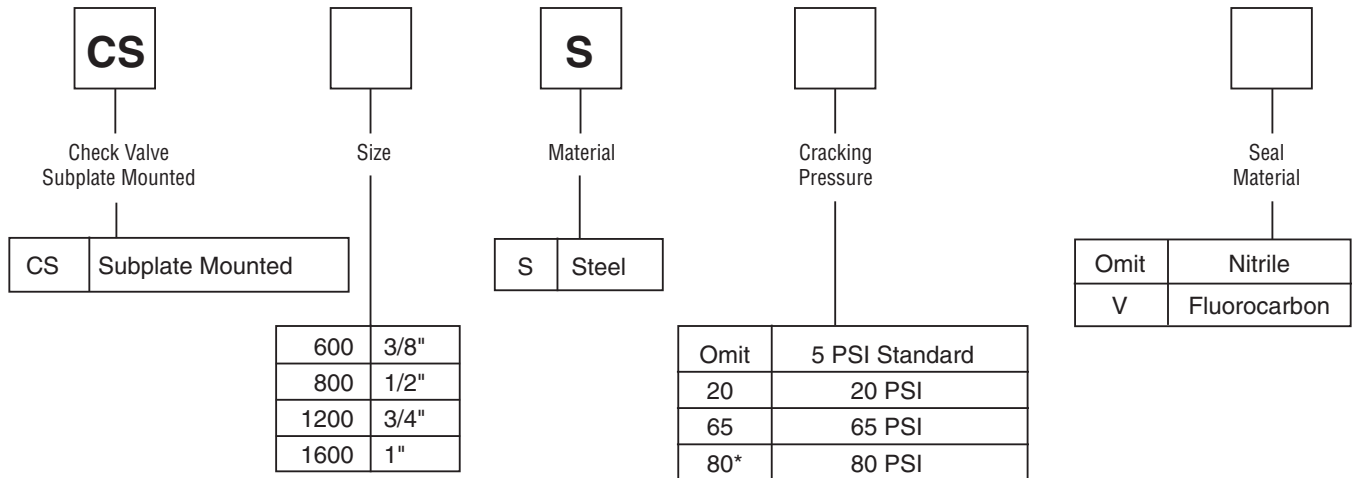 CS
S
Check Valve
Subplate Mounted
Size
Material
Cracking
Pressure
Seal
Material
CS Subplate Mounted
S Steel
Omit Nitrile
V Fluorocarbon
600 3/8"
800 1/2"
1200 3/4"
1600 1"
Omit 5 PSI Standard
20 20 PSI
65 65 PSI
80* 80 PSI